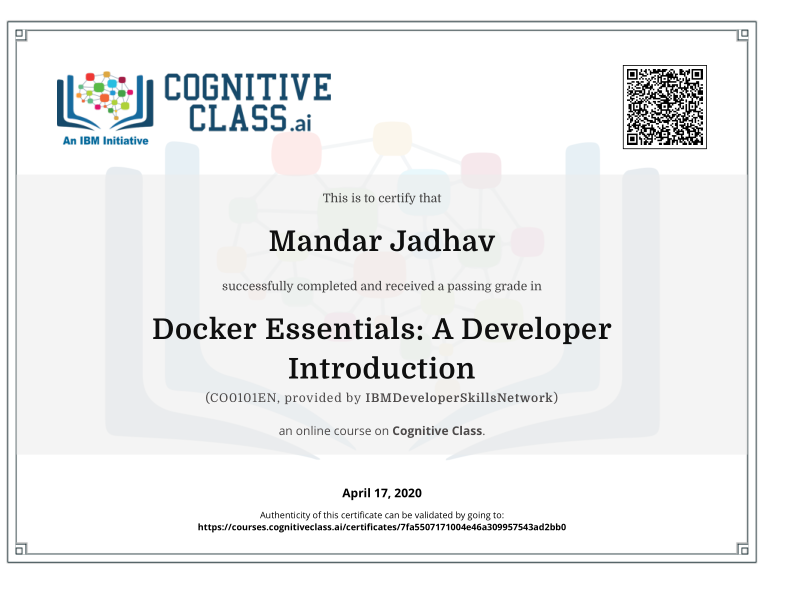 COGNITIVE
CLASS.ai
An IBM Initiative
This is to certify that
Mandar Jadhav
successfully completed and received a passing grade in
Docker Essentials: A Developer
Introduction
(CO0101EN, provided by IBMDeveloperSkillsNetwork)
an online course on Cognitive Class.
April 17, 2020
Authenticity of this certificate can be validated by going to:
https://courses.cognitiveclass.ai/certificates/7fa5507171004e46a309957543ad2bb0